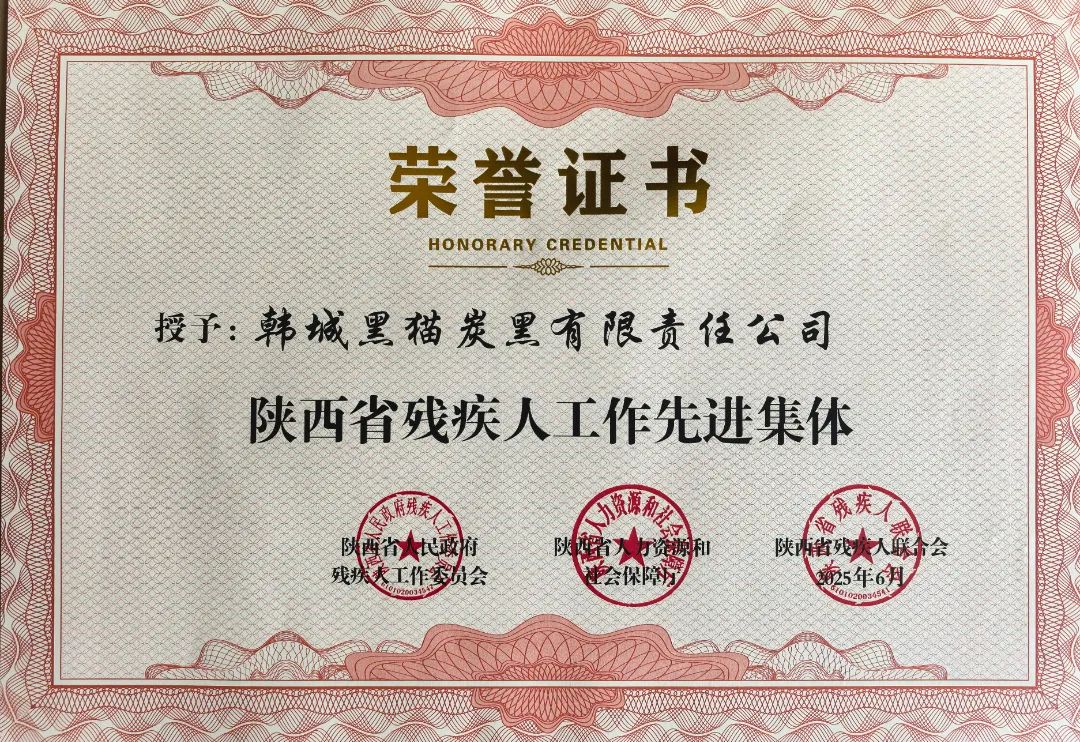 荣誉证书
HONORARY CREDENTIAL
授予：韩城黑猫炭黑有限责任公司
陕西省残疾人工作先进集体
陕西省人民政府
残疾人工作委员会
陕西省人力资源和
社会保障厅
陕西省残疾人联合会
2025年6月
6101020034541